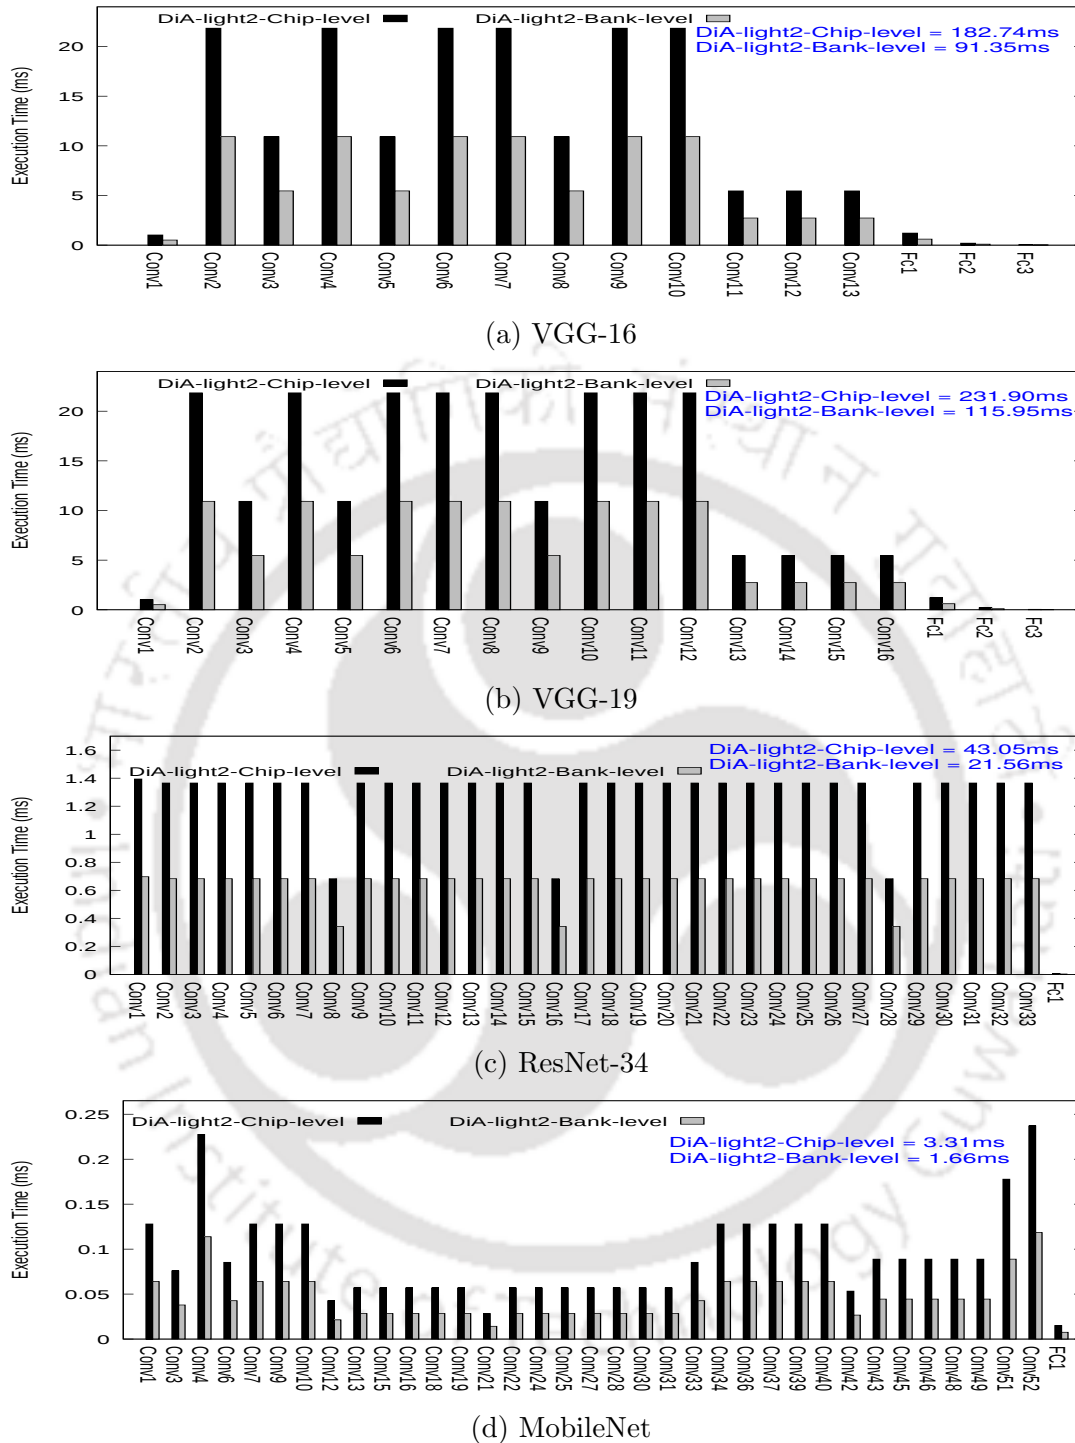 DiA-light2-Chip-level DiA-light2-Bank-level
DiA-light2-Chip-level = 182.74ms
DiA-light2-Bank-level = 91.35ms
Execution Time (ms)
20
15
10
5
0
Conv1 Conv2 Conv3 Conv4 Conv5 Conv6 Conv7 Conv8 Conv9 Conv10 Conv11 Conv12 Conv13 Fc1 Fc2 Fc3
(a) VGG-16
DiA-light2-Chip-level DiA-light2-Bank-level
DiA-light2-Chip-level = 231.90ms
DiA-light2-Bank-level = 115.95ms
Execution Time (ms)
20
15
10
5
0
Conv1 Conv2 Conv3 Conv4 Conv5 Conv6 Conv7 Conv8 Conv9 Conv10 Conv11 Conv12 Conv13 Conv14 Conv15 Conv16 Fc1 Fc2 Fc3
(b) VGG-19
DiA-light2-Chip-level = 43.05ms
DiA-light2-Chip-level DiA-light2-Bank-level
DiA-light2-Bank-level = 21.56ms
Execution Time (ms)
1.6
1.4
1.2
1
0.8
0.6
0.4
0.2
0
Conv1 Conv2 Conv3 Conv4 Conv5 Conv6 Conv7 Conv8 Conv9 Conv10 Conv11 Conv12 Conv13 Conv14 Conv15 Conv16 Conv17 Conv18 Conv19 Conv20 Conv21 Conv22 Conv23 Conv24 Conv25 Conv26 Conv27 Conv28 Conv29 Conv30 Conv31 Conv32 Conv33 Fc1
(c) ResNet-34
DiA-light2-Chip-level DiA-light2-Bank-level
DiA-light2-Chip-level = 3.31ms
DiA-light2-Bank-level = 1.66ms
Execution Time (ms)
0.25
0.2
0.15
0.1
0.05
0
Conv1 Conv3 Conv4 Conv6 Conv7 Conv9 Conv10 Conv12 Conv13 Conv15 Conv16 Conv18 Conv19 Conv21 Conv22 Conv24 Conv25 Conv27 Conv28 Conv30 Conv31 Conv33 Conv34 Conv36 Conv37 Conv39 Conv40 Conv42 Conv43 Conv45 Conv46 Conv48 Conv49 Conv51 Conv52 FC1
(d) MobileNet
Institute of Technology